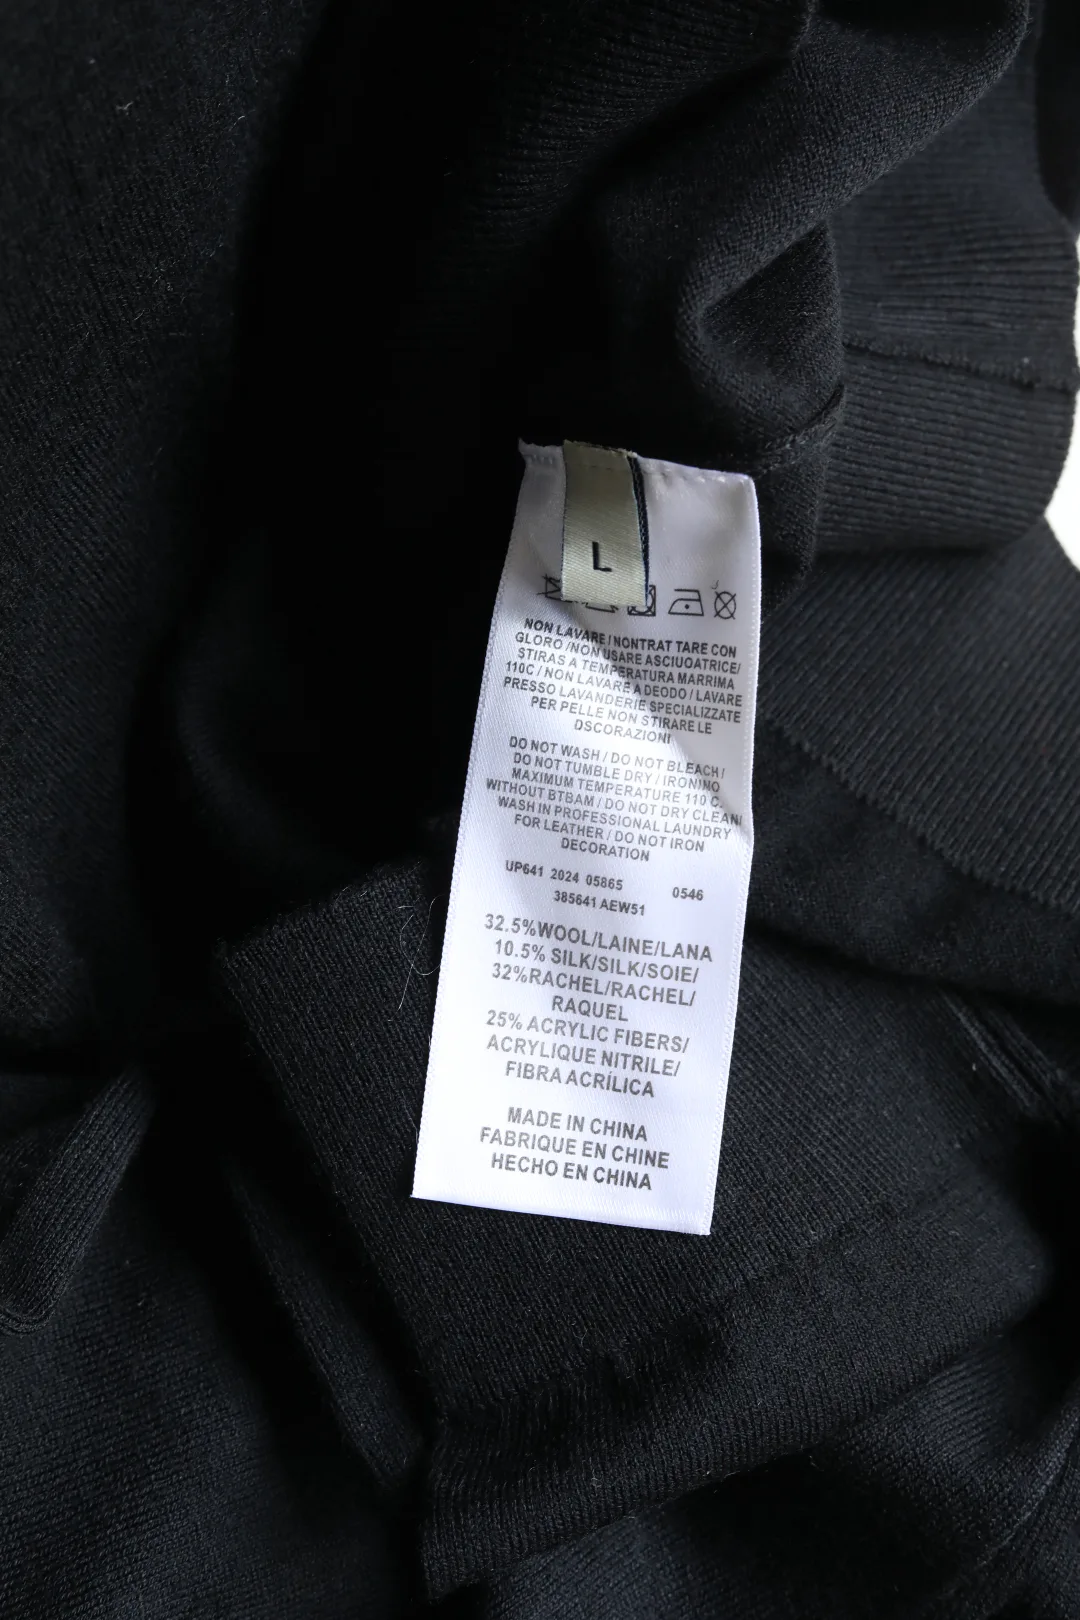 L
NON LAVARE / NONTRAT TARE CON
GLORO /NON USARE ASCIUOATRICE/
STIRAS A TEMPERATURA MARRIMA
110C / NON LAVARE A DEODO / LAVARE
PRESSO LAVANDERIE SPECIALIZZATE
PER PELLE NON STIRARE LE
DSCORAZIONI
DO NOT WASH / DO NOT BLEACH /
DO NOT TUMBLE DRY / IRONINO
MAXIMUM TEMPERATURE 110 C.
WITHOUT BTBAM / DO NOT DRY CLEAN/
WASH IN PROFESSIONAL LAUNDRY
FOR LEATHER / DO NOT IRON
DECORATION
UP641 2024 05865 0546
385641 AEW51
32.5%WOOL/LAINE/LANA
10.5% SILK/SILK/SOIE/
32%RACHEL/RACHEL/
RAQUEL
25% ACRYLIC FIBERS/
ACRYLIQUE NITRILE/
FIBRA ACRÍLICA
MADE IN CHINA
FABRIQUE EN CHINE
HECHO EN CHINA